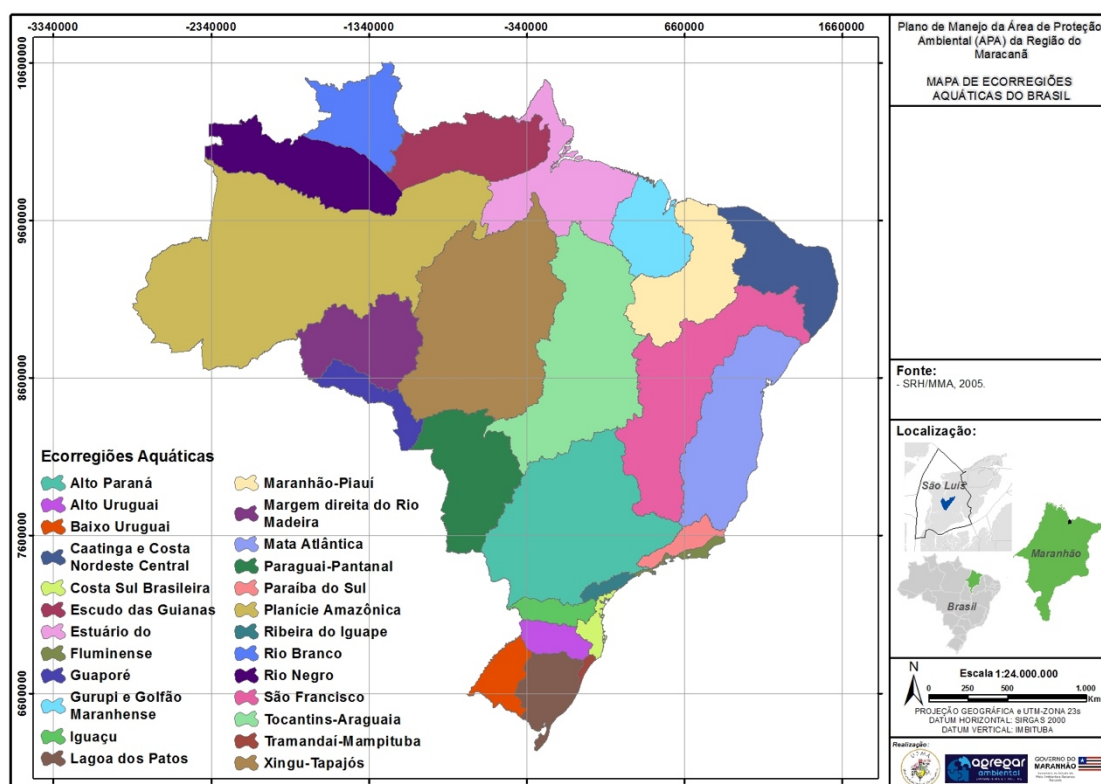 -3340000 -2340000 -1340000 -340000 660000 1660000
10600000
9600000
8600000
7600000
6600000
Ecorregiões Aquáticas
Alto Paraná
Alto Uruguai
Baixo Uruguai
Caatinga e Costa
Nordeste Central
Costa Sul Brasileira
Escudo das Guianas
Estuário do
Fluminense
Guaporé
Gurupi e Golfão
Maranhense
Iguaçu
Lagoa dos Patos
Maranhão-Piauí
Margem direita do Rio
Madeira
Mata Atlântica
Paraguai-Pantanal
Paraíba do Sul
Planície Amazônica
Ribeira do Iguape
Rio Branco
Rio Negro
São Francisco
Tocantins-Araguaia
Tramandaí-Mampituba
Xingu-Tapajós
Plano de Manejo da Área de Proteção
Ambiental (APA) da Região do
Maracanã
MAPA DE ECORREGIÕES
AQUÁTICAS DO BRASIL
Fonte:
- SRH/MMA, 2005.
Localização:
São Luís
Maranhão
Brasil
N
Escala 1:24.000.000
0 250 500 1.000
Km
PROJEÇÃO GEOGRÁFICA e UTM-ZONA 23s
DATUM HORIZONTAL: SIRGAS 2000
DATUM VERTICAL: IMBITUBA
Realização:
agregar
ambiental
GOVERNO DO
MARANHÃO